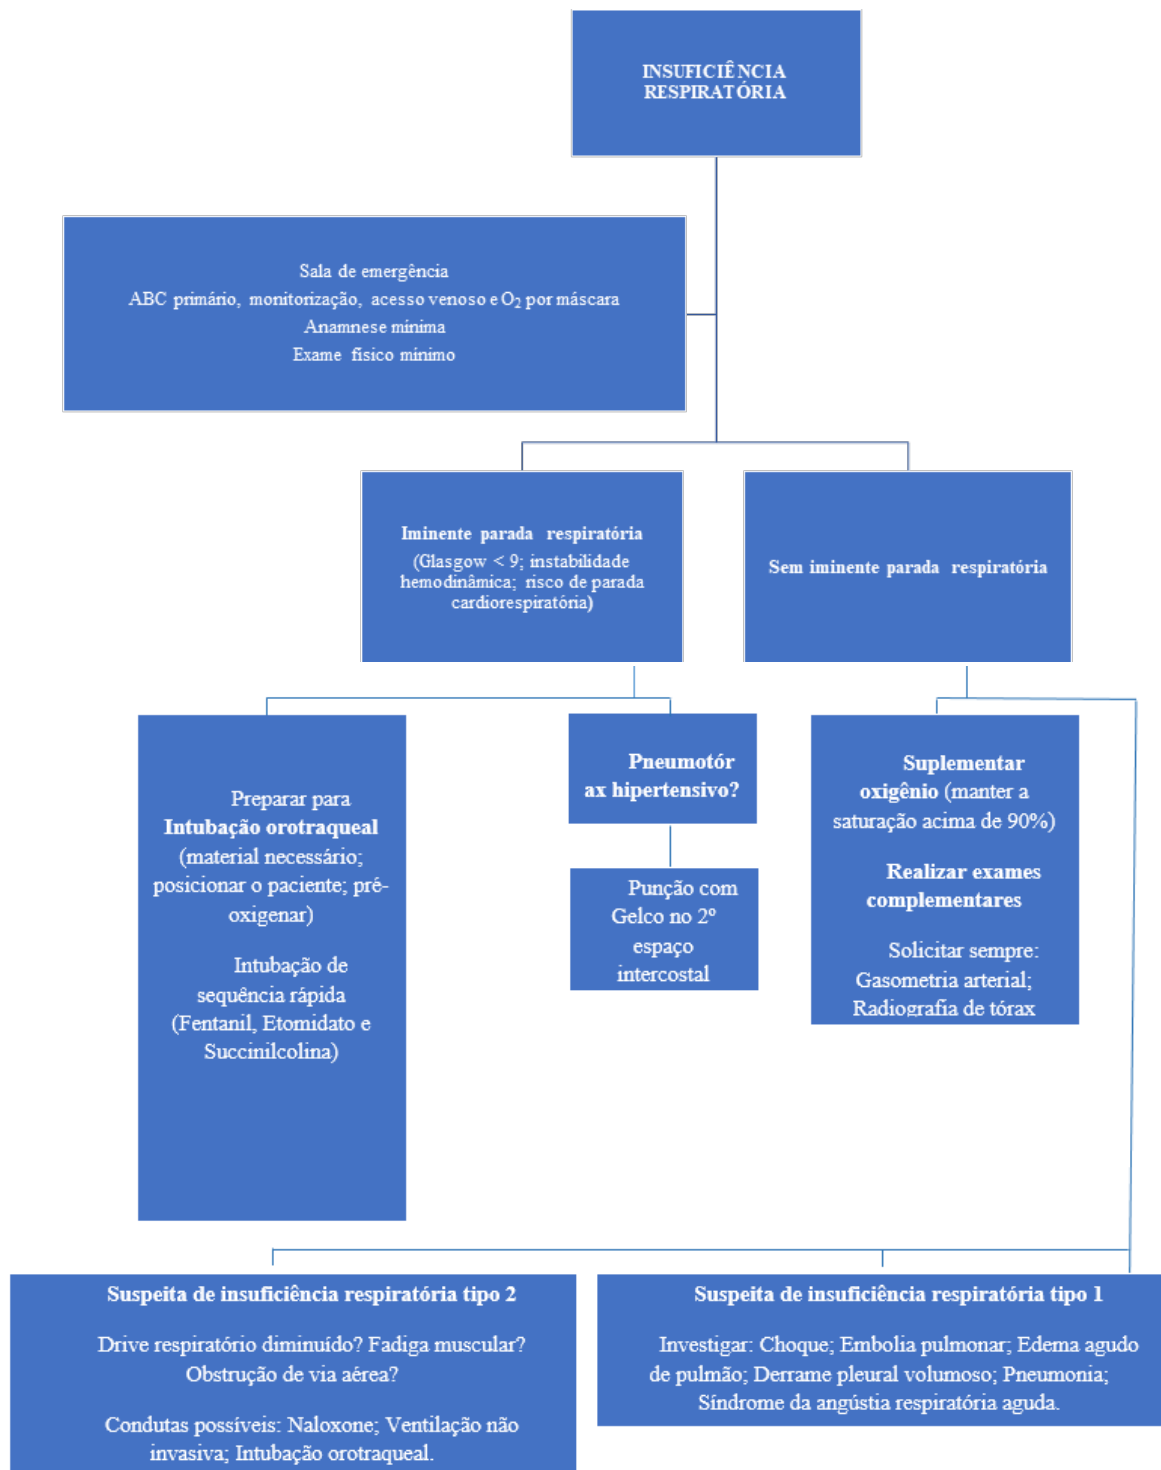 INSUFICIÊNCIA
RESPIRATÓRIA
Sala de emergência
ABC primário, monitorização, acesso venoso e O₂ por máscara
Anamnese mínima
Exame físico mínimo
Iminente parada respiratória
(Glasgow < 9; instabilidade
hemodinâmica; risco de parada
cardiorespiratória)
Sem iminente parada respiratória
Preparar para
Intubação orotraqueal
(material necessário;
posicionar o paciente; pré-
oxigenar)
Intubação de
sequência rápida
(Fentanil, Etomidato e
Succinilcolina)
Pneumotór
ax hipertensivo?
Punção com
Gelco no 2º
espaço
intercostal
Suplementar
oxigênio (manter a
saturação acima de 90%)
Realizar exames
complementares
Solicitar sempre:
Gasometria arterial;
Radiografia de tórax
Suspeita de insuficiência respiratória tipo 2
Drive respiratório diminuído? Fadiga muscular?
Obstrução de via aérea?
Condutas possíveis: Naloxone; Ventilação não
invasiva; Intubação orotraqueal.
Suspeita de insuficiência respiratória tipo 1
Investigar: Choque; Embolia pulmonar; Edema agudo
de pulmão; Derrame pleural volumoso; Pneumonia;
Síndrome da angústia respiratória aguda.